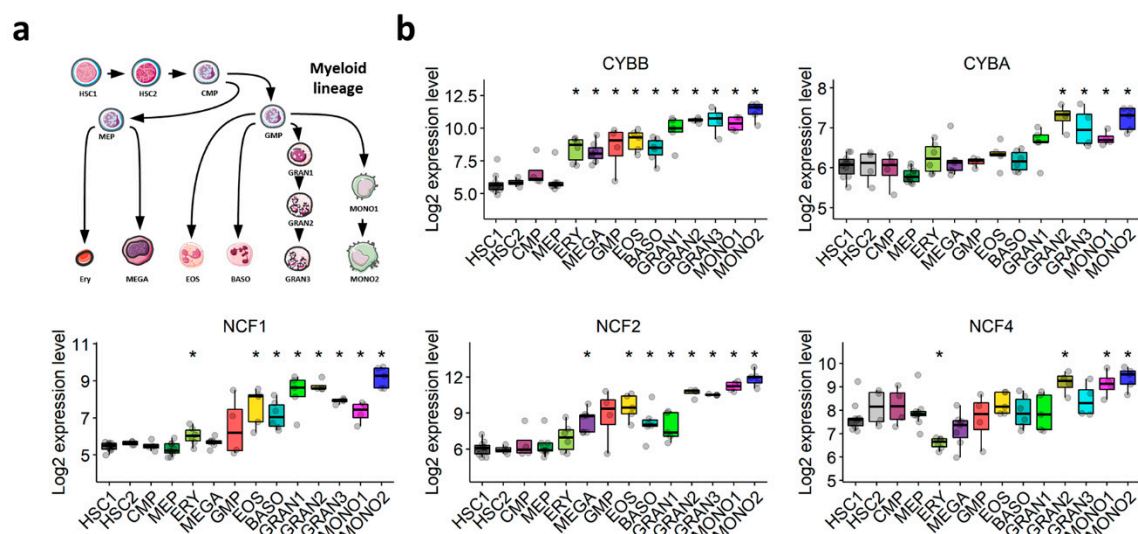 a
Myeloid
lineage
HSC1
HSC2
CMP
MEP
GMP
GRAN1
GRAN2
GRAN3
MONO1
MONO2
Ery
MEGA
EOS
BASO
b
CYBB
* * * * * * * * * *
Log2 expression level
12.5
10.0
7.5
5.0
HSC1 HSC2 CMP MEP ERY MEGA GMP EOS BASO GRAN1 GRAN2 GRAN3 MONO1 MONO2
CYBA
* * * *
Log2 expression level
8
7
6
5
HSC1 HSC2 CMP MEP ERY MEGA GMP EOS BASO GRAN1 GRAN2 GRAN3 MONO1 MONO2
NCF1
* * * * * * * *
Log2 expression level
11
9
7
5
HSC1 HSC2 CMP MEP ERY MEGA GMP EOS BASO GRAN1 GRAN2 GRAN3 MONO1 MONO2
NCF2
* * * * * * * *
Log2 expression level
12
9
6
HSC1 HSC2 CMP MEP ERY MEGA GMP EOS BASO GRAN1 GRAN2 GRAN3 MONO1 MONO2
NCF4
* * * *
Log2 expression level
10
9
8
7
6
5
HSC1 HSC2 CMP MEP ERY MEGA GMP EOS BASO GRAN1 GRAN2 GRAN3 MONO1 MONO2